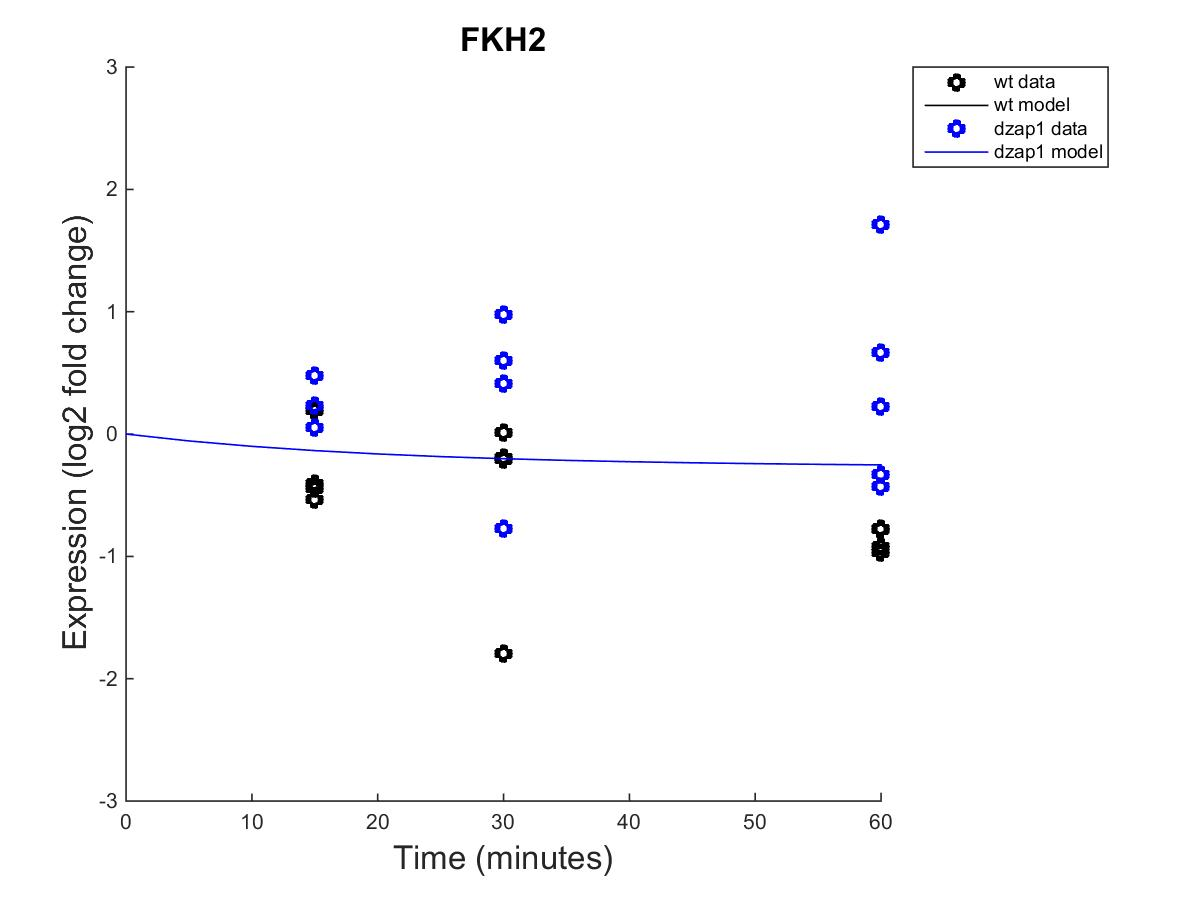 FKH2
3
2
1
0
-1
-2
-3
Expression (log2 fold change)
0 10 20 30 40 50 60
Time (minutes)
wt data
wt model
dzap1 data
dzap1 model